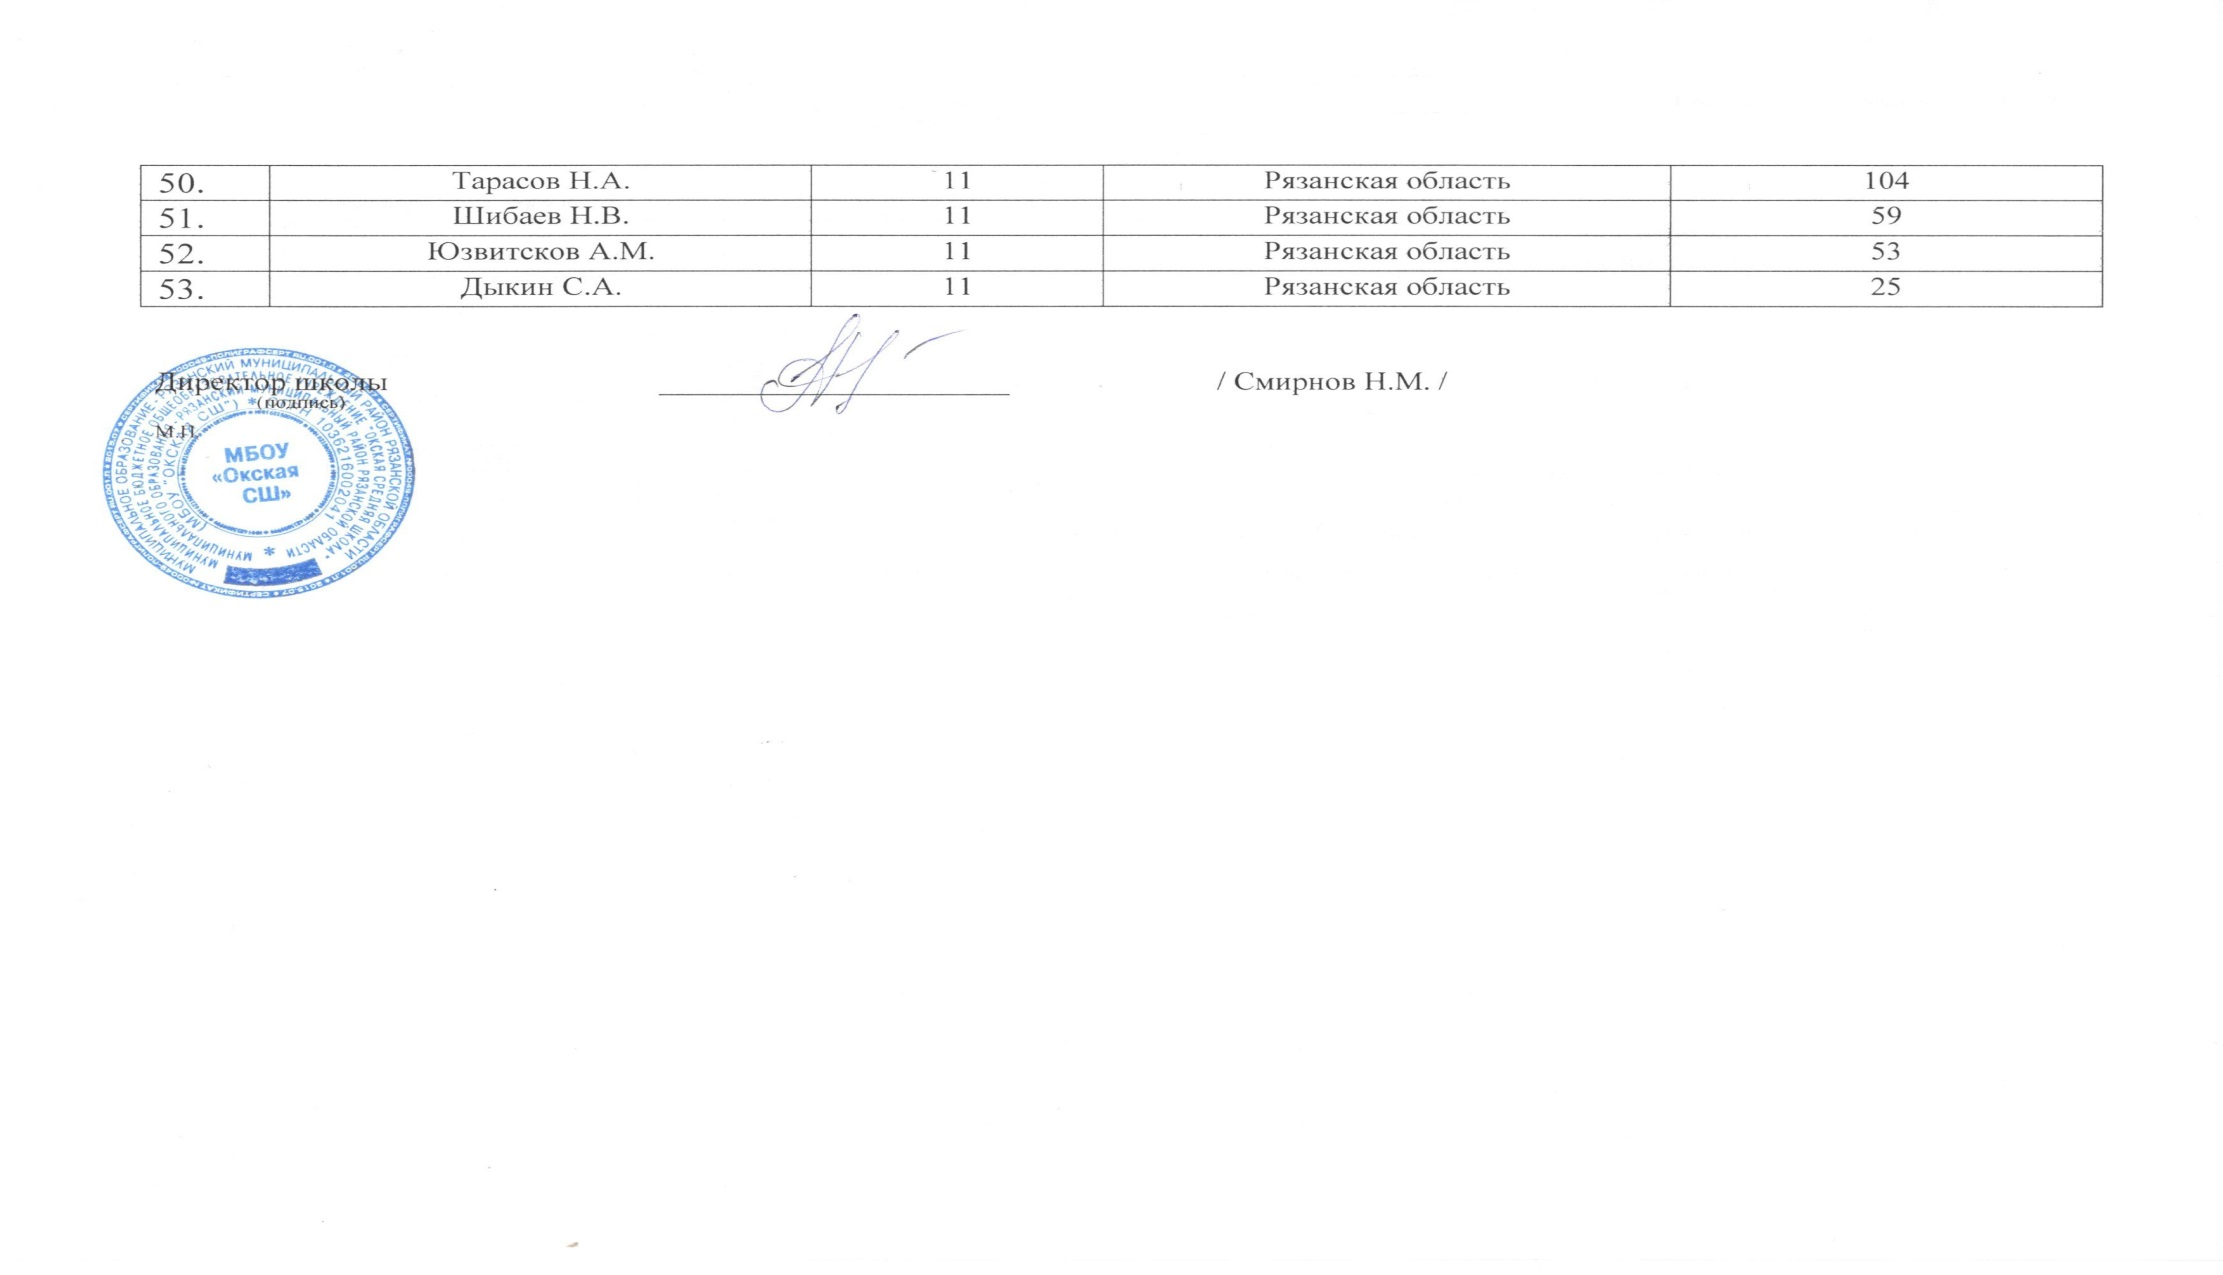 50. Тарасов Н.А. 11 Рязанская область 104
51. Шибаев Н.В. 11 Рязанская область 59
52. Юзвитсков А.М. 11 Рязанская область 53
53. Дыкин С.А. 11 Рязанская область 25
Директор школы / Смирнов Н.М. /
(подпись)
М.П.
МБОУ
«Окская
СШ»